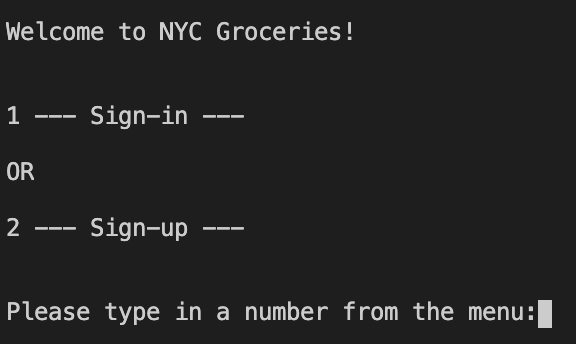 Welcome to NYC Groceries!
1 --- Sign-in ---
OR
2 --- Sign-up ---
Please type in a number from the menu: